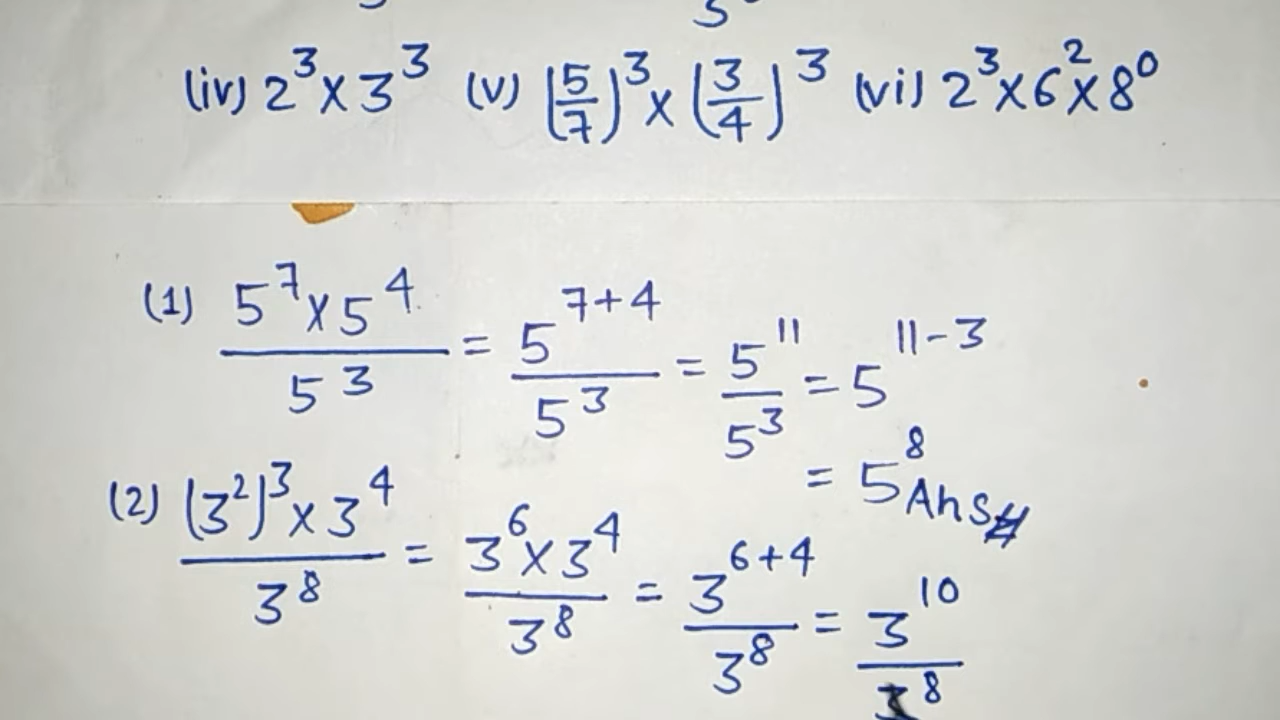 (iv) 2³ x 3³ (v) (5/7)³ x (3/4)³ (vi) 2³ x 6² x 8⁰
(1) 5⁷ x 5⁴ / 5³ = 5⁷⁺⁴ / 5³ = 5¹¹ / 5³ = 5¹¹⁻³
= 5⁸ Ans
(2) (3²)³ x 3⁴ / 3⁸ = 3⁶ x 3⁴ / 3⁸ = 3⁶⁺⁴ / 3⁸ = 3¹⁰ / 3⁸